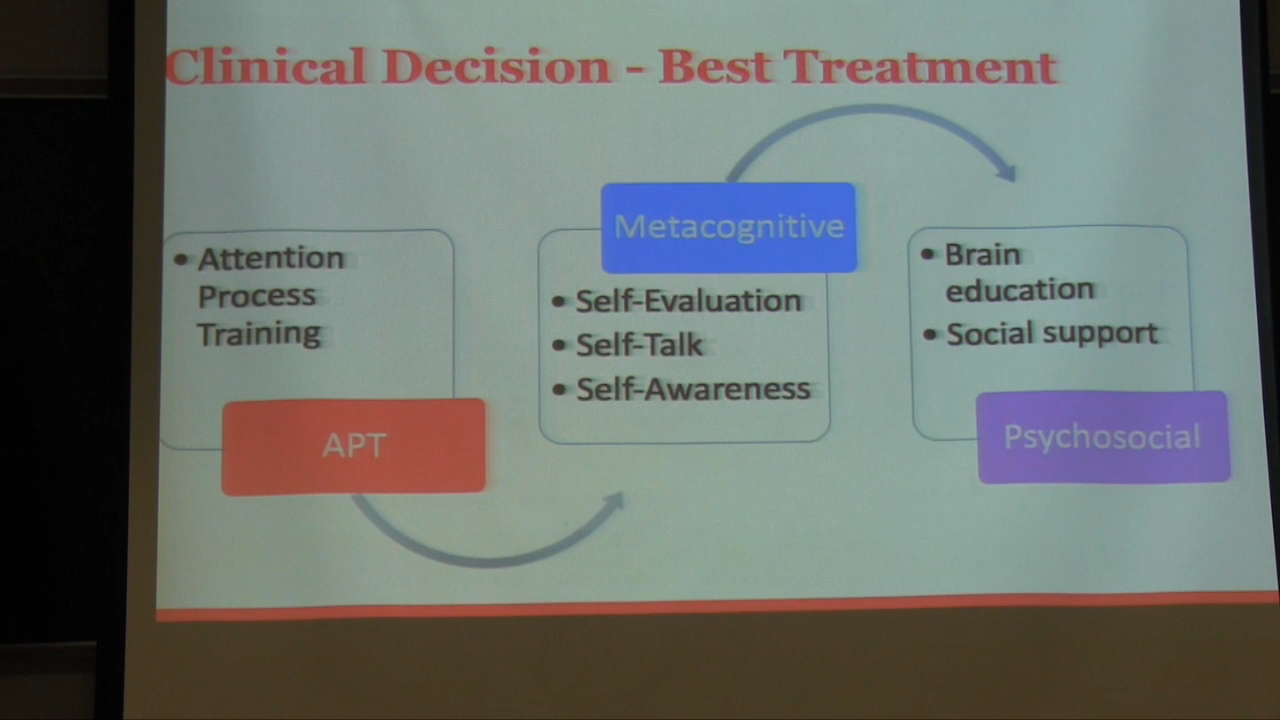 Clinical Decision - Best Treatment
• Attention
Process
Training
APT
Metacognitive
• Self-Evaluation
• Self-Talk
• Self-Awareness
• Brain
education
• Social support
Psychosocial